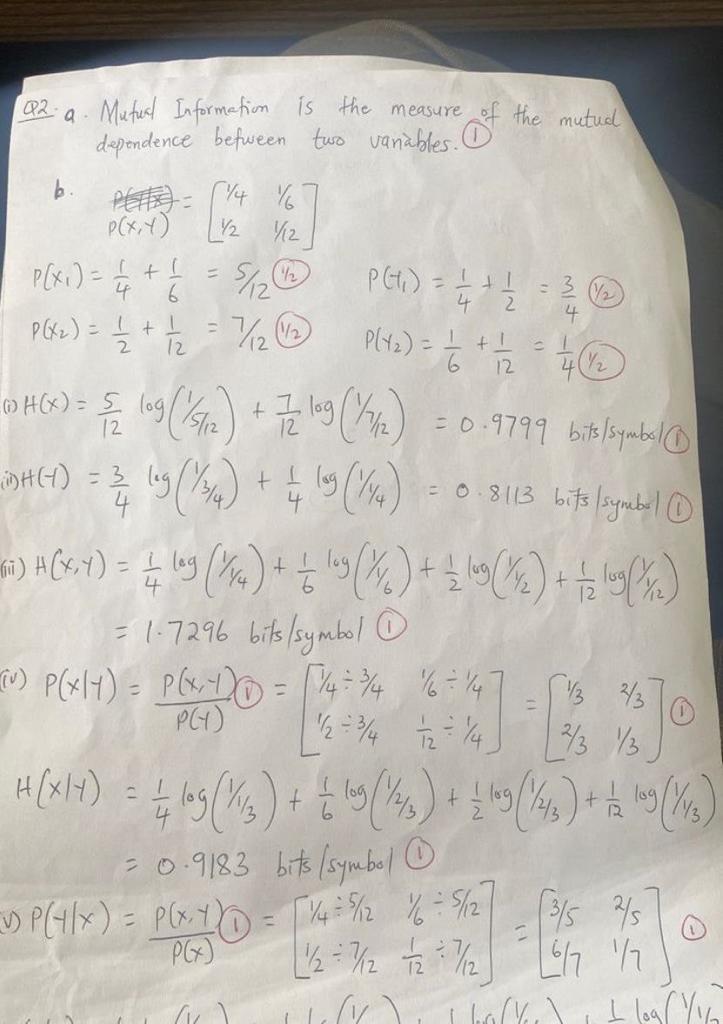 Q2. a. Mutual Information is the measure of the mutual
dependence between two variables. ①
b.
P(X,Y) = [1/4 1/6
1/2 1/12]
P(X₁) = 1/4 + 1/6 = 5/12 (1/2) P(Y₁) = 1/4 + 1/2 = 3/4 (1/2)
P(X₂) = 1/2 + 1/12 = 7/12 (1/2) P(Y₂) = 1/6 + 1/12 = 1/4 (1/2)
(i) H(X) = 5/12 log(1/5/12) + 7/12 log(1/7/12) = 0.9799 bits/symbol ①
(ii) H(Y) = 3/4 log(1/3/4) + 1/4 log(1/1/4) = 0.8113 bits/symbol ①
(iii) H(X,Y) = 1/4 log(1/1/4) + 1/6 log(1/1/6) + 1/2 log(1/1/2) + 1/12 log(1/1/12)
= 1.7296 bits/symbol ①
(iv) P(X|Y) = P(X,Y)/P(Y) ① = [1/4 ÷ 3/4 1/6 ÷ 1/4
1/2 ÷ 3/4 1/12 ÷ 1/4] = [1/3 2/3
2/3 1/3] ①
H(X|Y) = 1/4 log(1/1/3) + 1/6 log(1/2/3) + 1/2 log(1/2/3) + 1/12 log(1/1/3)
= 0.9183 bits/symbol ①
v) P(Y|X) = P(X,Y)/P(X) ① = [1/4 ÷ 5/12 1/6 ÷ 5/12
1/2 ÷ 7/12 1/12 ÷ 7/12] = [3/5 2/5
6/7 1/7] ①